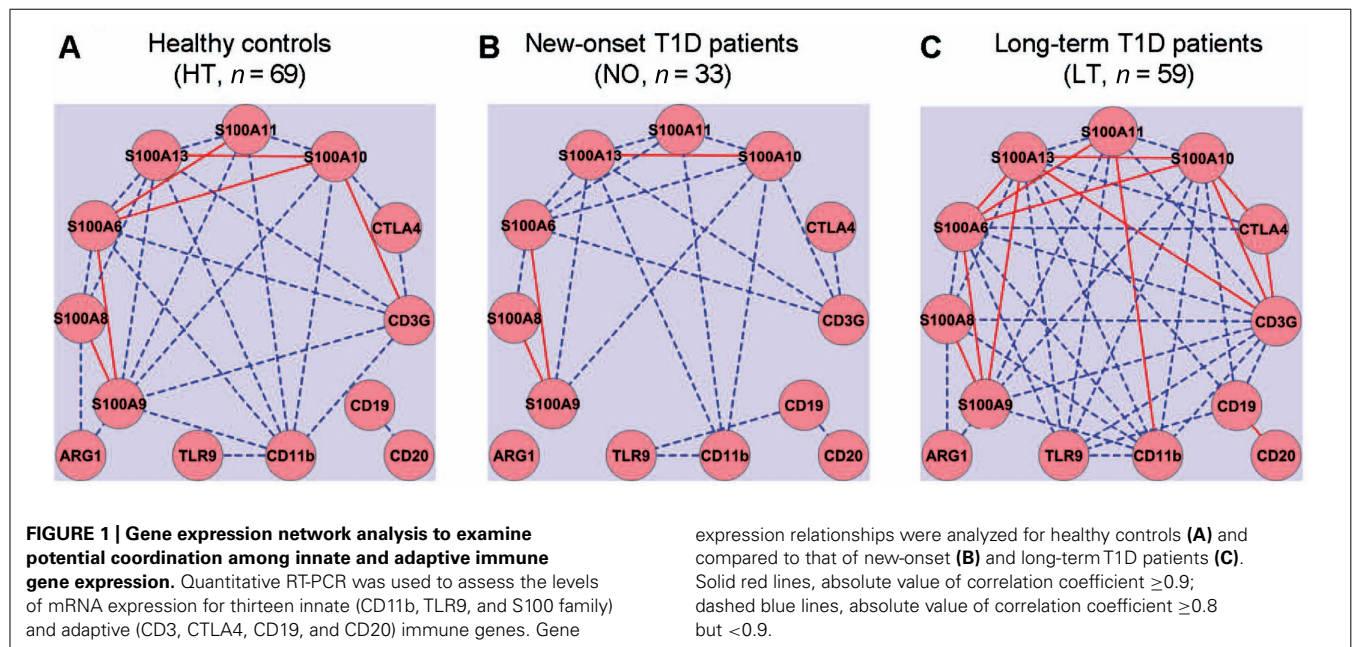 A Healthy controls
(HT, n = 69)
S100A11
S100A13
S100A10
S100A6
CTLA4
S100A8
CD3G
S100A9
CD19
ARG1
TLR9
CD11b
CD20
B New-onset T1D patients
(NO, n = 33)
S100A11
S100A13
S100A10
S100A6
CTLA4
S100A8
CD3G
S100A9
CD19
ARG1
TLR9
CD11b
CD20
C Long-term T1D patients
(LT, n = 59)
S100A11
S100A13
S100A10
S100A6
CTLA4
S100A8
CD3G
S100A9
CD19
ARG1
TLR9
CD11b
CD20
FIGURE 1 | Gene expression network analysis to examine
potential coordination among innate and adaptive immune
gene expression. Quantitative RT-PCR was used to assess the levels
of mRNA expression for thirteen innate (CD11b, TLR9, and S100 family)
and adaptive (CD3, CTLA4, CD19, and CD20) immune genes. Gene
expression relationships were analyzed for healthy controls (A) and
compared to that of new-onset (B) and long-term T1D patients (C).
Solid red lines, absolute value of correlation coefficient ≥0.9;
dashed blue lines, absolute value of correlation coefficient ≥0.8
but <0.9.